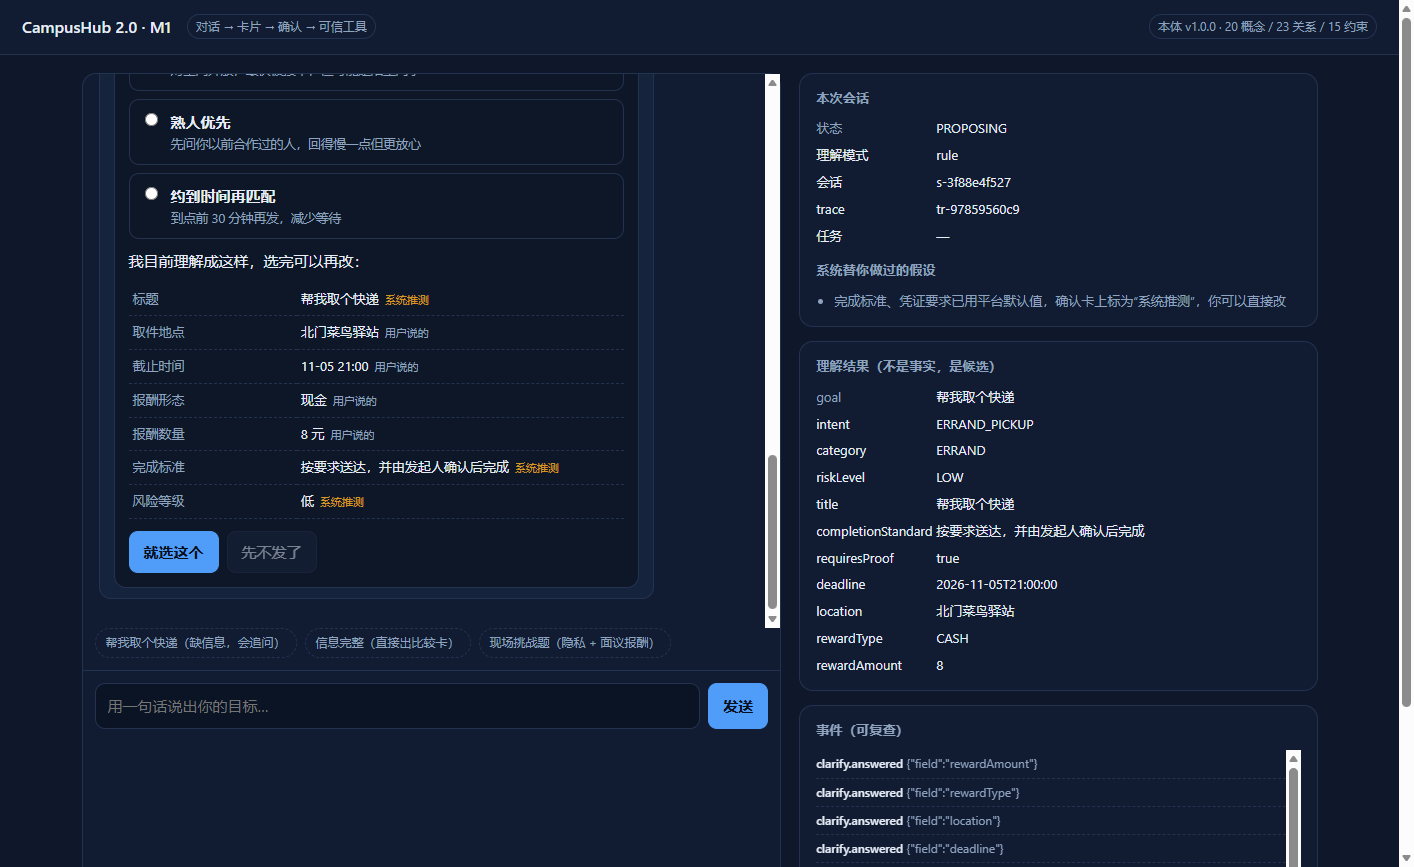 CampusHub 2.0 · M1
对话 → 卡片 → 确认 → 可信工具
本体 v1.0.0 · 20 概念 / 23 关系 / 15 约束
熟人优先
先问你以前合作过的人，回得慢一点但更放心
约到时间再匹配
到点前 30 分钟再发，减少等待
我目前理解成这样，选完可以再改：
标题 帮我取个快递 系统推测
取件地点 北门菜鸟驿站 用户说的
截止时间 11-05 21:00 用户说的
报酬形态 现金 用户说的
报酬数量 8 元 用户说的
完成标准 按要求送达，并由发起人确认后完成 系统推测
风险等级 低 系统推测
就选这个
先不发了
帮我取个快递（缺信息，会追问）
信息完整（直接出比较卡）
现场挑战题（隐私 + 面议报酬）
用一句话说出你的目标...
发送
本次会话
状态 PROPOSING
理解模式 rule
会话 s-3f88e4f527
trace tr-97859560c9
任务 —
系统替你做过的假设
完成标准、凭证要求已用平台默认值，确认卡上标为“系统推测”，你可以直接改
理解结果（不是事实，是候选）
goal 帮我取个快递
intent ERRAND_PICKUP
category ERRAND
riskLevel LOW
title 帮我取个快递
completionStandard 按要求送达，并由发起人确认后完成
requiresProof true
deadline 2026-11-05T21:00:00
location 北门菜鸟驿站
rewardType CASH
rewardAmount 8
事件（可复查）
clarify.answered {"field":"rewardAmount"}
clarify.answered {"field":"rewardType"}
clarify.answered {"field":"location"}
clarify.answered {"field":"deadline"}